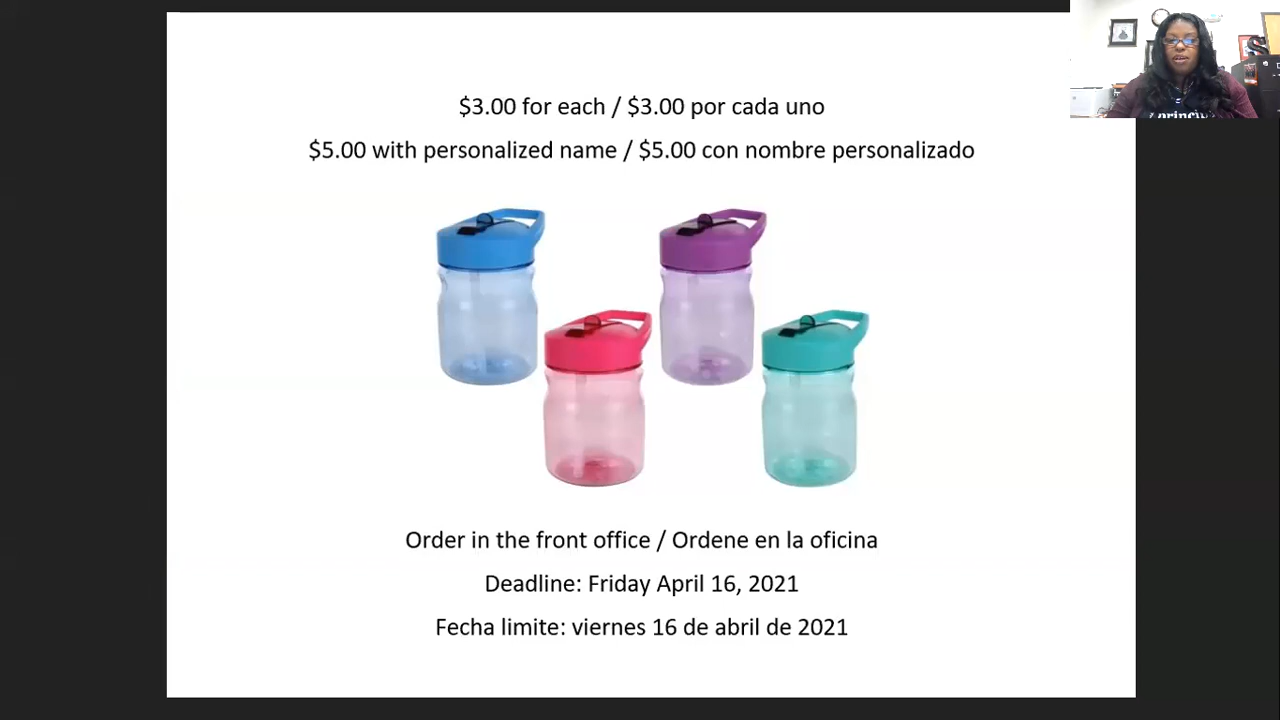 $3.00 for each / $3.00 por cada uno
$5.00 with personalized name / $5.00 con nombre personalizado
Order in the front office / Ordene en la oficina
Deadline: Friday April 16, 2021
Fecha limite: viernes 16 de abril de 2021